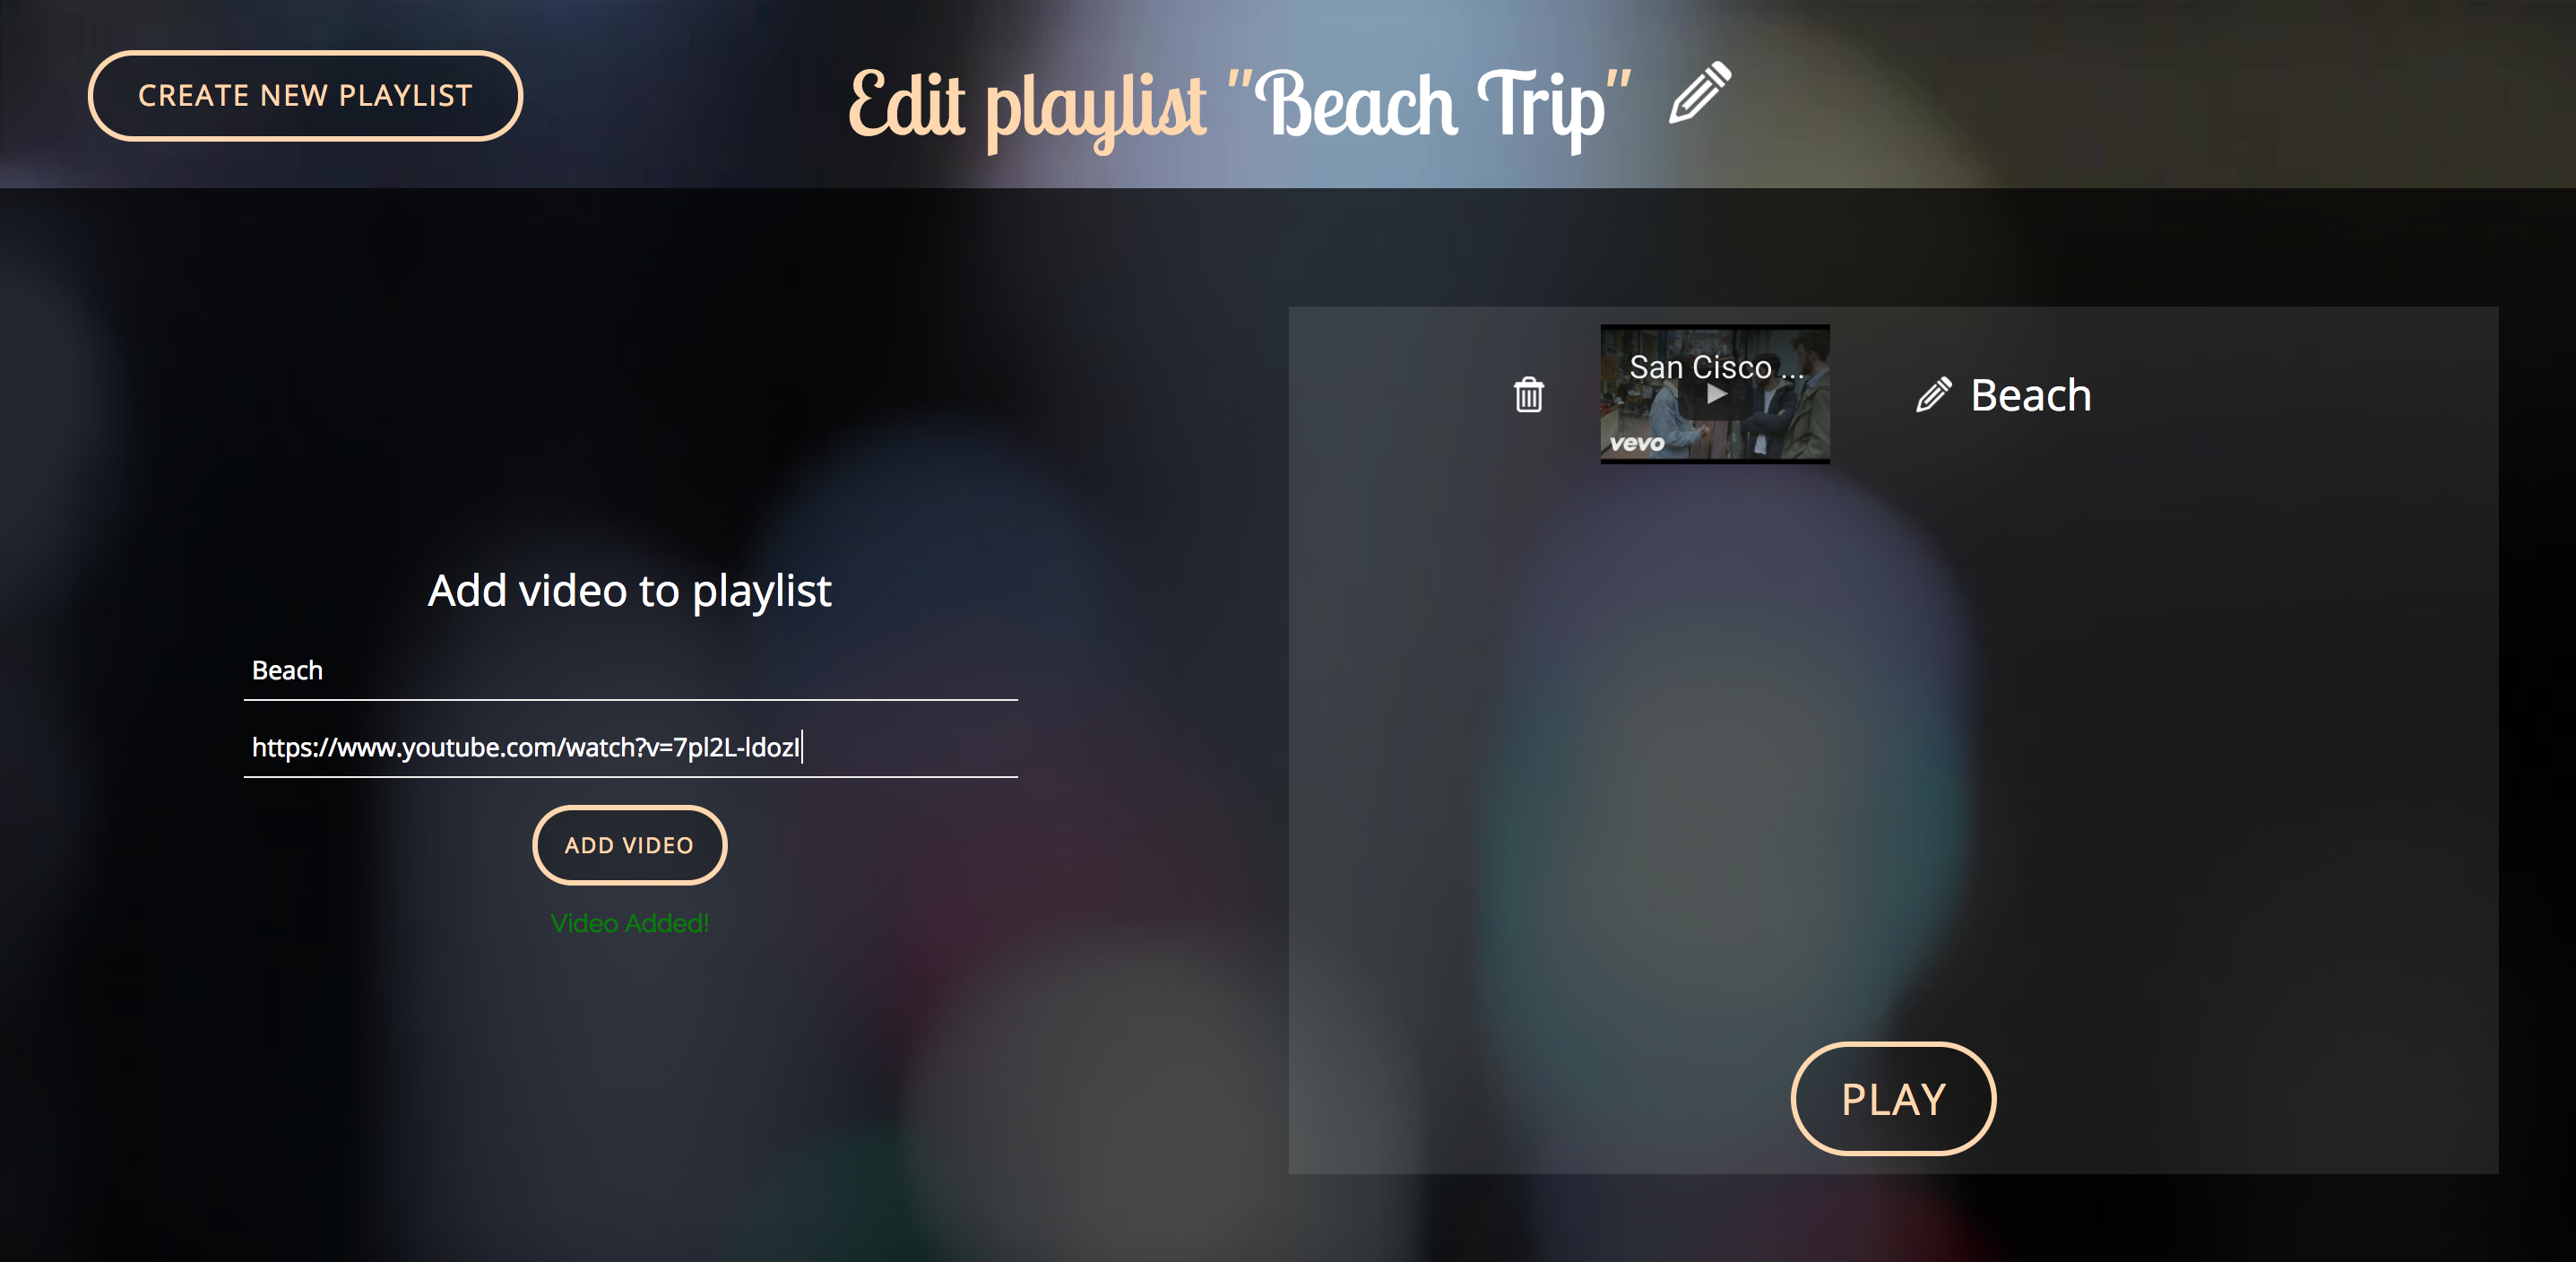 CREATE NEW PLAYLIST
Edit playlist "Beach Trip"
Add video to playlist
Beach
https://www.youtube.com/watch?v=7pl2L-ldozI
ADD VIDEO
Video Added!
San Cisco ...
vevo
Beach
PLAY